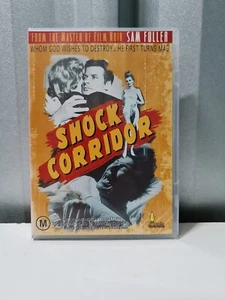 FROM THE MASTER OF FILM NOIR SAM FULLER
WHOM GOD WISHES TO DESTROY...HE FIRST TURNS MAD
SHOCK
CORRIDOR
M